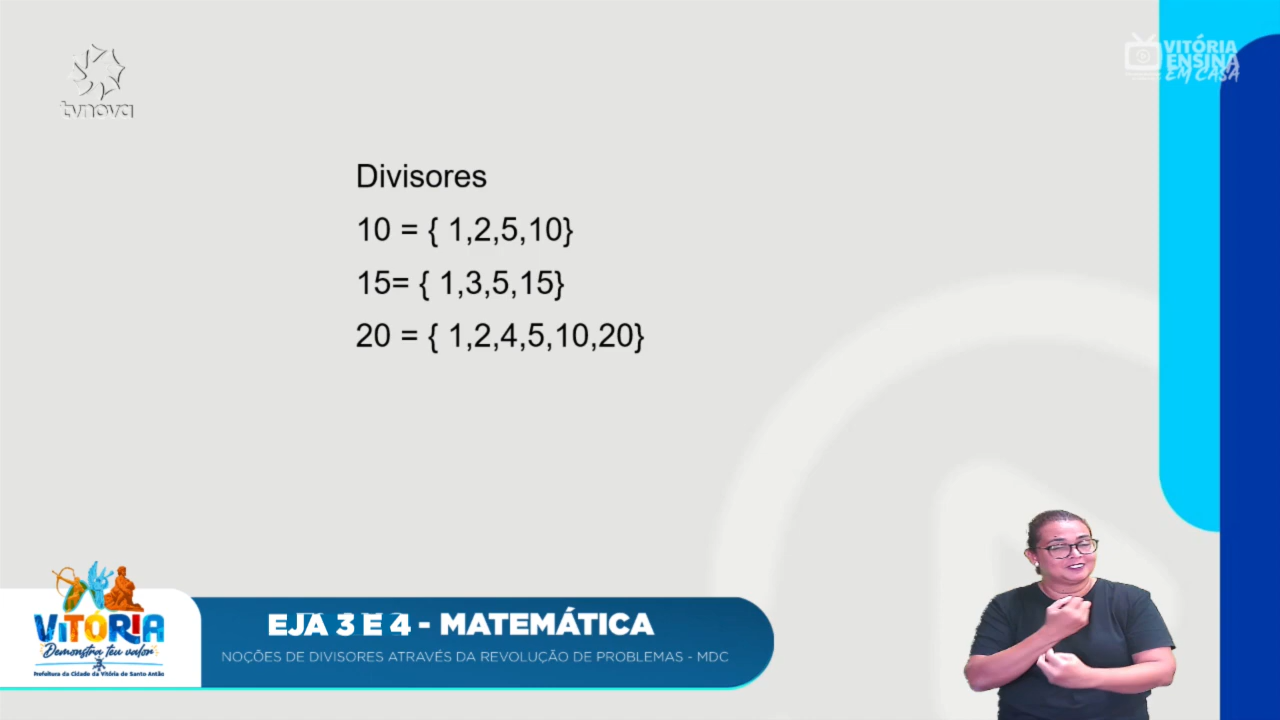 tvnova
VITÓRIA
ENSINA
EM CASA
Divisores
10 = { 1,2,5,10}
15= { 1,3,5,15}
20 = { 1,2,4,5,10,20}
VITÓRIA
Demonstra teu valor
Prefeitura da Cidade da Vitória de Santo Antão
EJA 3 E 4 - MATEMÁTICA
NOÇÕES DE DIVISORES ATRAVÉS DA REVOLUÇÃO DE PROBLEMAS - MDC